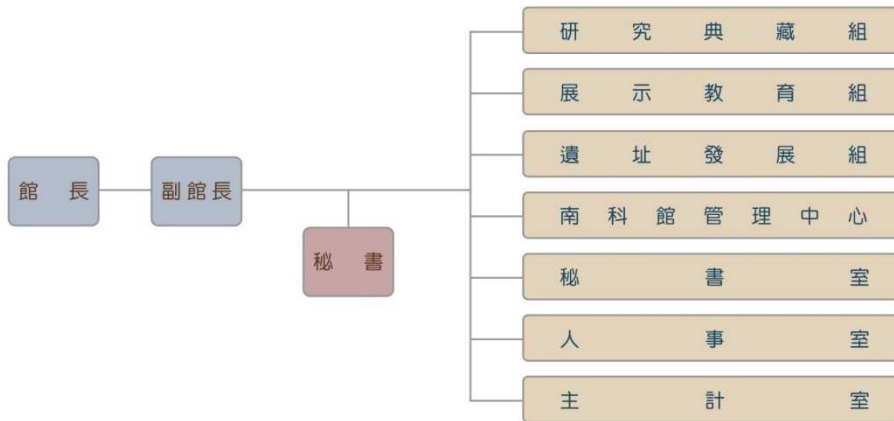 館長
副館長
秘書
研究典藏組
展示教育組
遺址發展組
南科館管理中心
秘書室
人事室
主計室